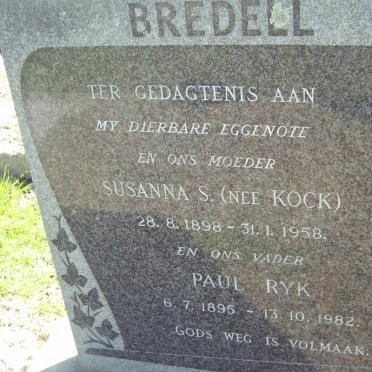 BREDELL
TER GEDAGTENIS AAN
MY DIERBARE EGGENOTE
EN ONS MOEDER
SUSANNA S. (NEE KOCK)
28. 8. 1898 - 31. 1. 1958.
EN ONS VADER
PAUL RYK
6. 7. 1895 - 13. 10. 1982.
GODS WEG IS VOLMAAK.